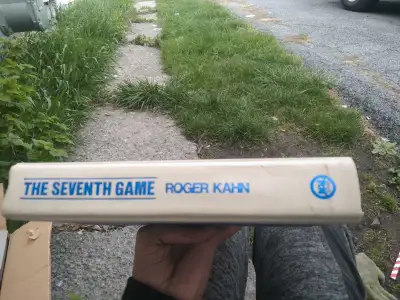 THE SEVENTH GAME ROGER KAHN